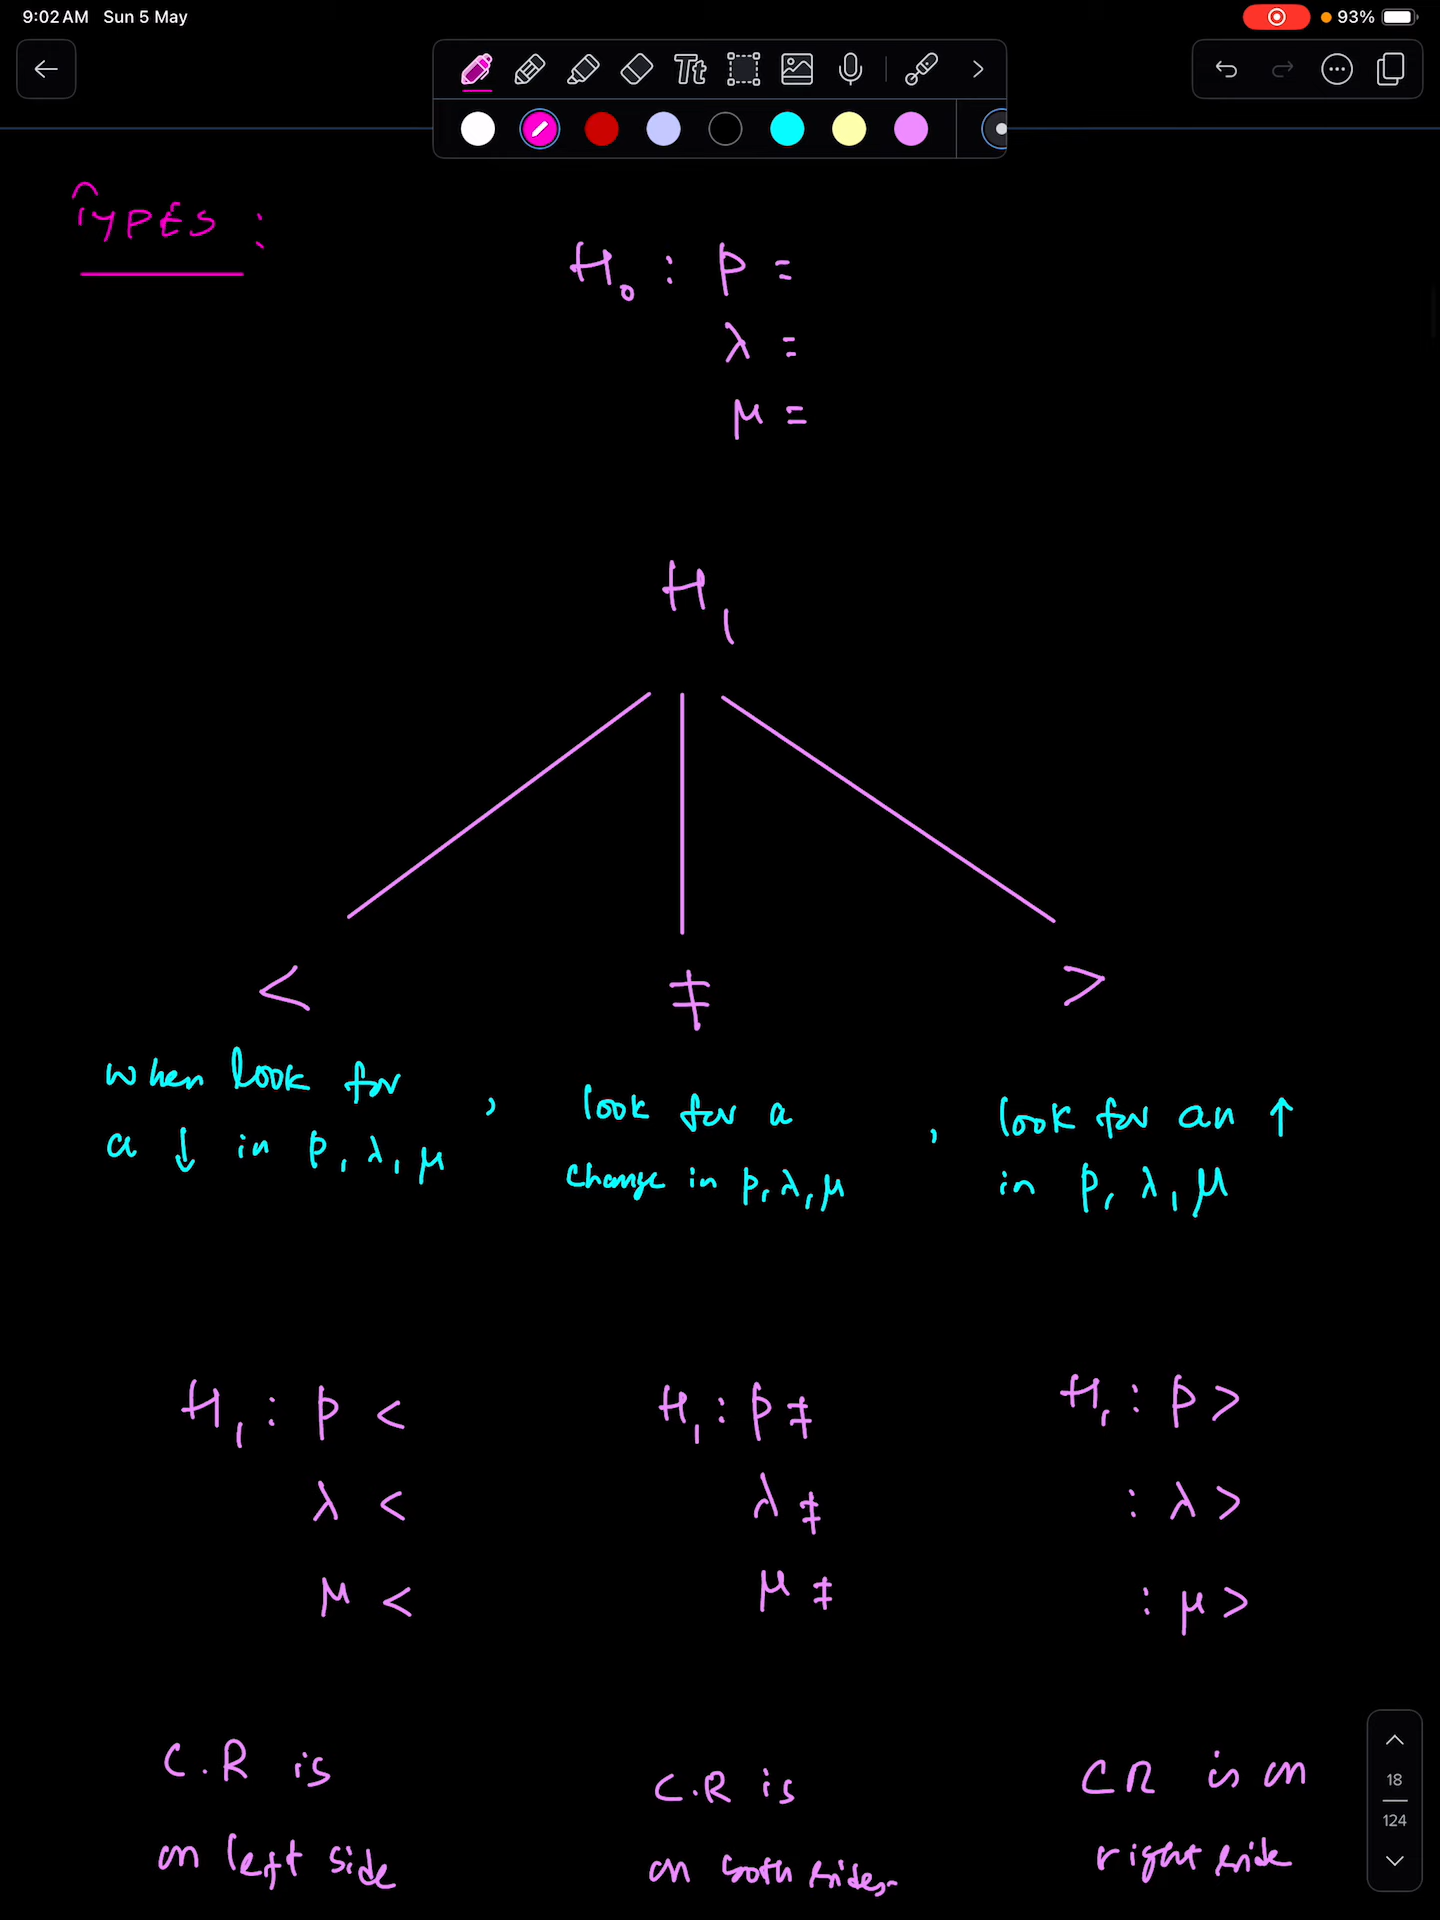 9:02 AM Sun 5 May
93%
Tt
TYPES :
H₀ : p =
λ =
μ =
H₁
< ≠ >
When look for
a ↓ in p, λ, μ
,
look for a
change in p, λ, μ
,
look for an ↑
in p, λ, μ
H₁ : p <
λ <
μ <
H₁ : p ≠
λ ≠
μ ≠
H₁ : p >
: λ >
: μ >
C.R is
on left side
C.R is
on both sides.
CR is on
right side
18
124